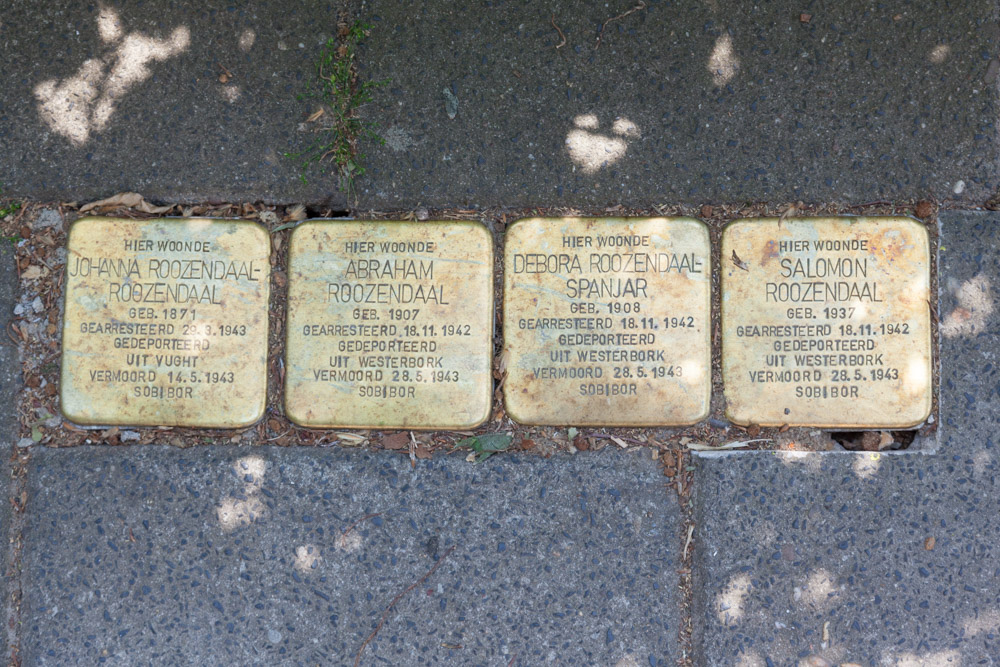 HIER WOONDE
JOHANNA ROOZENDAAL-
ROOZENDAAL
GEB. 1871
GEARRESTEERD 29.3.1943
GEDEPORTEERD
UIT VUGHT
VERMOORD 14.5.1943
SOBIBOR
HIER WOONDE
ABRAHAM
ROOZENDAAL
GEB. 1907
GEARRESTEERD 18.11.1942
GEDEPORTEERD
UIT WESTERBORK
VERMOORD 28.5.1943
SOBIBOR
HIER WOONDE
DEBORA ROOZENDAAL-
SPANJAR
GEB. 1908
GEARRESTEERD 18.11.1942
GEDEPORTEERD
UIT WESTERBORK
VERMOORD 28.5.1943
SOBIBOR
HIER WOONDE
SALOMON
ROOZENDAAL
GEB. 1937
GEARRESTEERD 18.11.1942
GEDEPORTEERD
UIT WESTERBORK
VERMOORD 28.5.1943
SOBIBOR